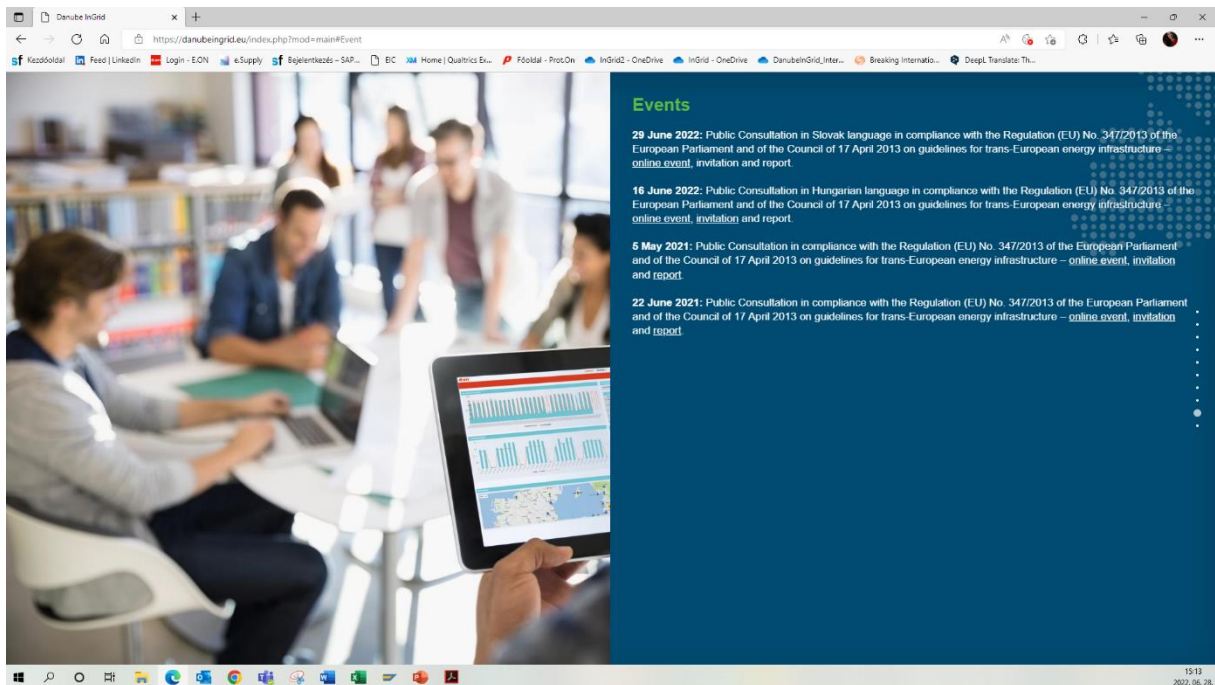 Danube InGrid
https://danubeingrid.eu/index.php?mod=main#Event
Kezdőoldal Feed | LinkedIn Login - E.ON e.Supply Bejelentkezés – SAP... EIC Home | Qualtrics Ex... Főoldal - Prot.On InGrid2 - OneDrive InGrid - OneDrive DanubeInGrid_Inter... Breaking Internatio... DeepL Translate: Th...
Events
29 June 2022: Public Consultation in Slovak language in compliance with the Regulation (EU) No. 347/2013 of the
European Parliament and of the Council of 17 April 2013 on guidelines for trans-European energy infrastructure –
online event, invitation and report.
16 June 2022: Public Consultation in Hungarian language in compliance with the Regulation (EU) No. 347/2013 of the
European Parliament and of the Council of 17 April 2013 on guidelines for trans-European energy infrastructure –
online event, invitation and report.
5 May 2021: Public Consultation in compliance with the Regulation (EU) No. 347/2013 of the European Parliament
and of the Council of 17 April 2013 on guidelines for trans-European energy infrastructure – online event, invitation
and report.
22 June 2021: Public Consultation in compliance with the Regulation (EU) No. 347/2013 of the European Parliament
and of the Council of 17 April 2013 on guidelines for trans-European energy infrastructure – online event, invitation
and report.
15:13
2022. 06. 28.